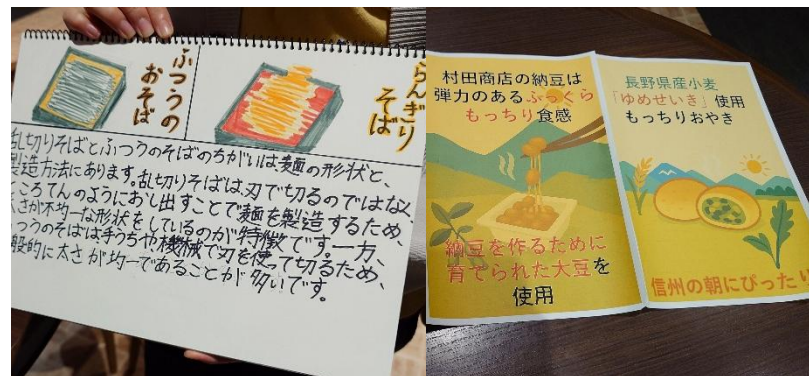 ふつうの
おそば
らんぎり
そば
乱切りそばとふつうのそばのちがいは、麺の形状と、
製造方法にあります。乱切りそばは刃で切るのではなく、
ところてんのようにおし出すことで麺を製造するため、
太さが不均一な形状をしているのが特徴です。一方、
ふつうのそばは手うちや機械で刃を使って切るため、
般的に太さが均一であることが多いです。
村田商店の納豆は
弾力のあるふっくら
もっちり食感
納豆を作るために
育てられた大豆を
使用
長野県産小麦
「ゆめせいき」使用
もっちりおやき
信州の朝にぴったい